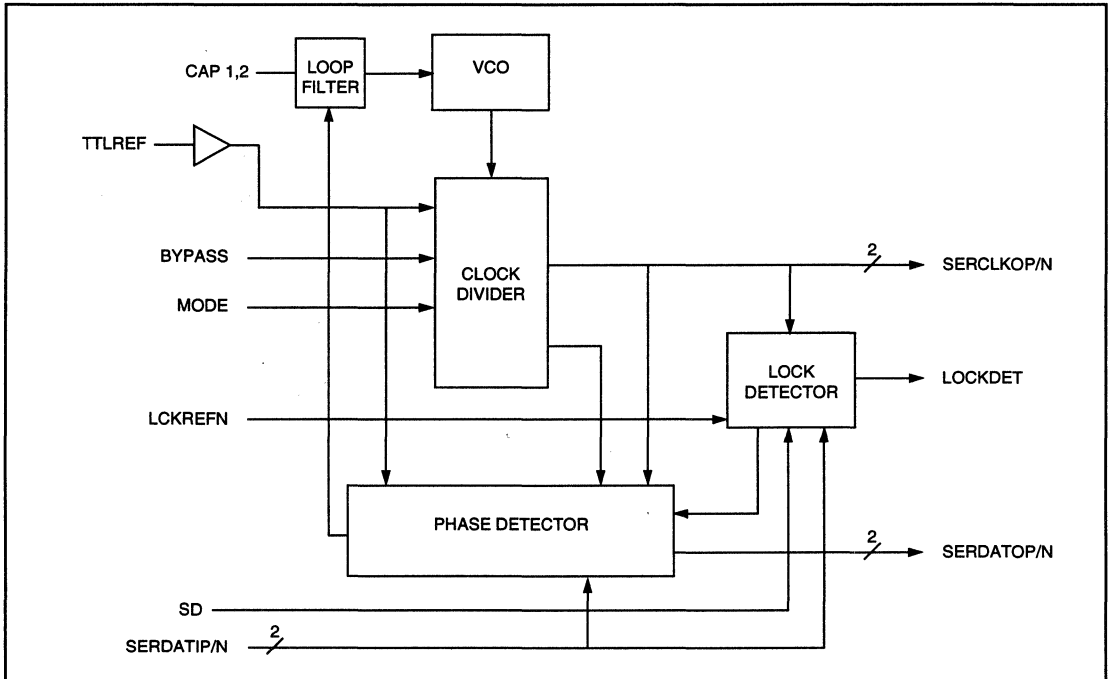 CAP 1,2
LOOP
FILTER
VCO
TTLREF
BYPASS
MODE
CLOCK
DIVIDER
2
SERCLKOP/N
LOCK
DETECTOR
LOCKDET
LCKREFN
PHASE DETECTOR
2
SERDATOP/N
SD
2
SERDATIP/N